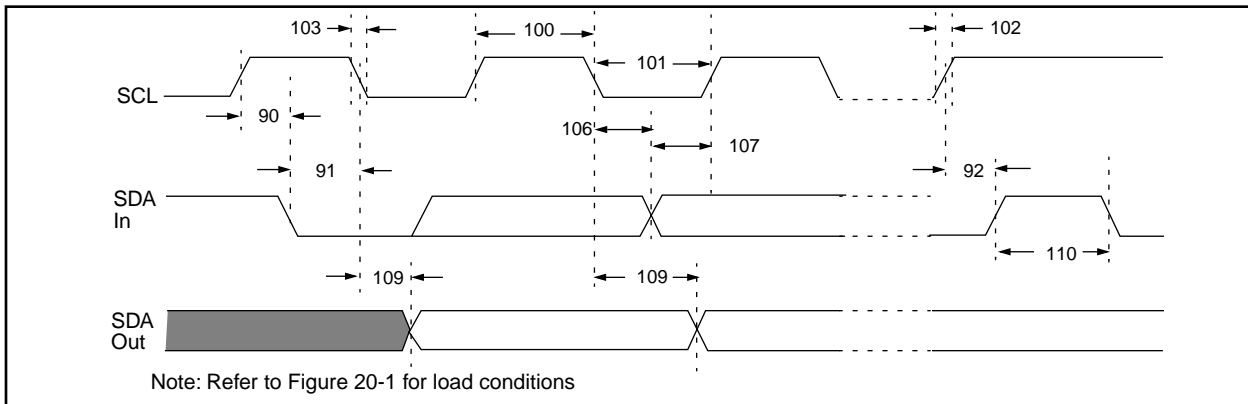 103
100
102
101
SCL
90
106
107
91
92
SDA
In
109
109
110
SDA
Out
Note: Refer to Figure 20-1 for load conditions